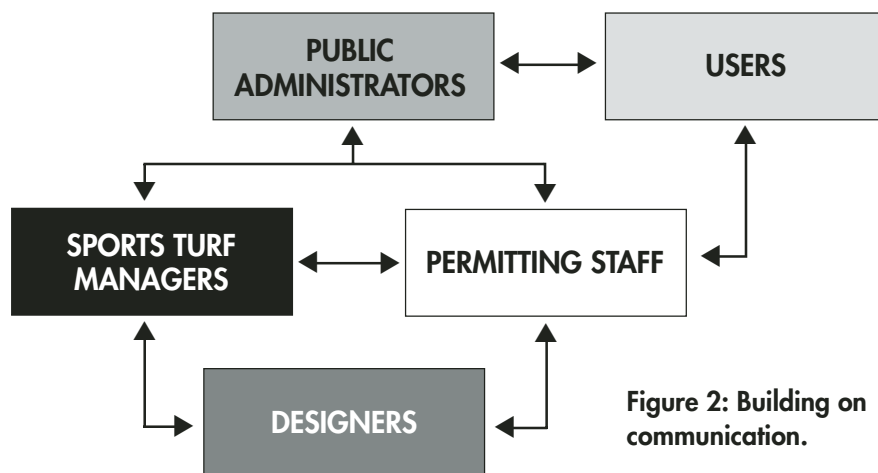 PUBLIC
ADMINISTRATORS
USERS
SPORTS TURF
MANAGERS
PERMITTING STAFF
DESIGNERS
Figure 2: Building on
communication.